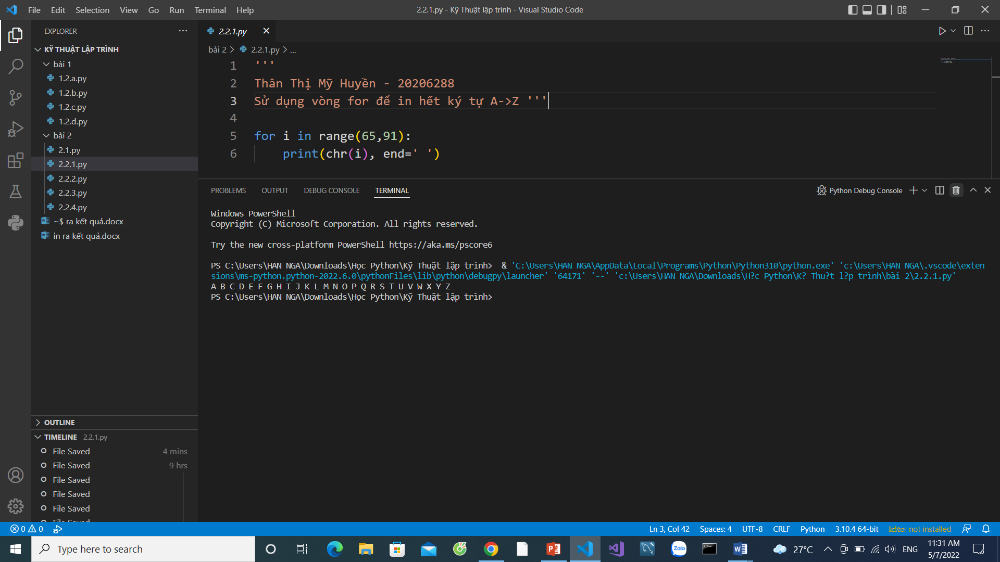 File Edit Selection View Go Run Terminal Help
2.2.1.py - Kỹ Thuật lập trình - Visual Studio Code
EXPLORER
KỸ THUẬT LẬP TRÌNH
bài 1
1.2.a.py
1.2.b.py
1.2.c.py
1.2.d.py
bài 2
2.1.py
2.2.1.py
2.2.2.py
2.2.3.py
2.2.4.py
~$ ra kết quả.docx
in ra kết quả.docx
OUTLINE
TIMELINE 2.2.1.py
File Saved 4 mins
File Saved 9 hrs
File Saved
File Saved
File Saved
File Saved
2.2.1.py
bài 2 > 2.2.1.py > ...
1 '''
2 Thân Thị Mỹ Huyền - 20206288
3 Sử dụng vòng for để in hết ký tự A->Z '''
4
5 for i in range(65,91):
6 print(chr(i), end=' ')
PROBLEMS OUTPUT DEBUG CONSOLE TERMINAL
Python Debug Console
Windows PowerShell
Copyright (C) Microsoft Corporation. All rights reserved.
Try the new cross-platform PowerShell https://aka.ms/pscore6
PS C:\Users\HAN NGA\Downloads\Học Python\Kỹ Thuật lập trình> & 'C:\Users\HAN NGA\AppData\Local\Programs\Python\Python310\python.exe' 'c:\Users\HAN NGA\.vscode\exten
sions\ms-python.python-2022.6.0\pythonFiles\lib\python\debugpy\launcher' '64171' '--' 'c:\Users\HAN NGA\Downloads\H?c Python\K? Thu?t l?p trình\bài 2\2.2.1.py'
A B C D E F G H I J K L M N O P Q R S T U V W X Y Z
PS C:\Users\HAN NGA\Downloads\Học Python\Kỹ Thuật lập trình>
0 0
Ln 3, Col 42 Spaces: 4 UTF-8 CRLF Python 3.10.4 64-bit kite: not installed
Type here to search
Zalo
27°C
ENG
11:31 AM
5/7/2022